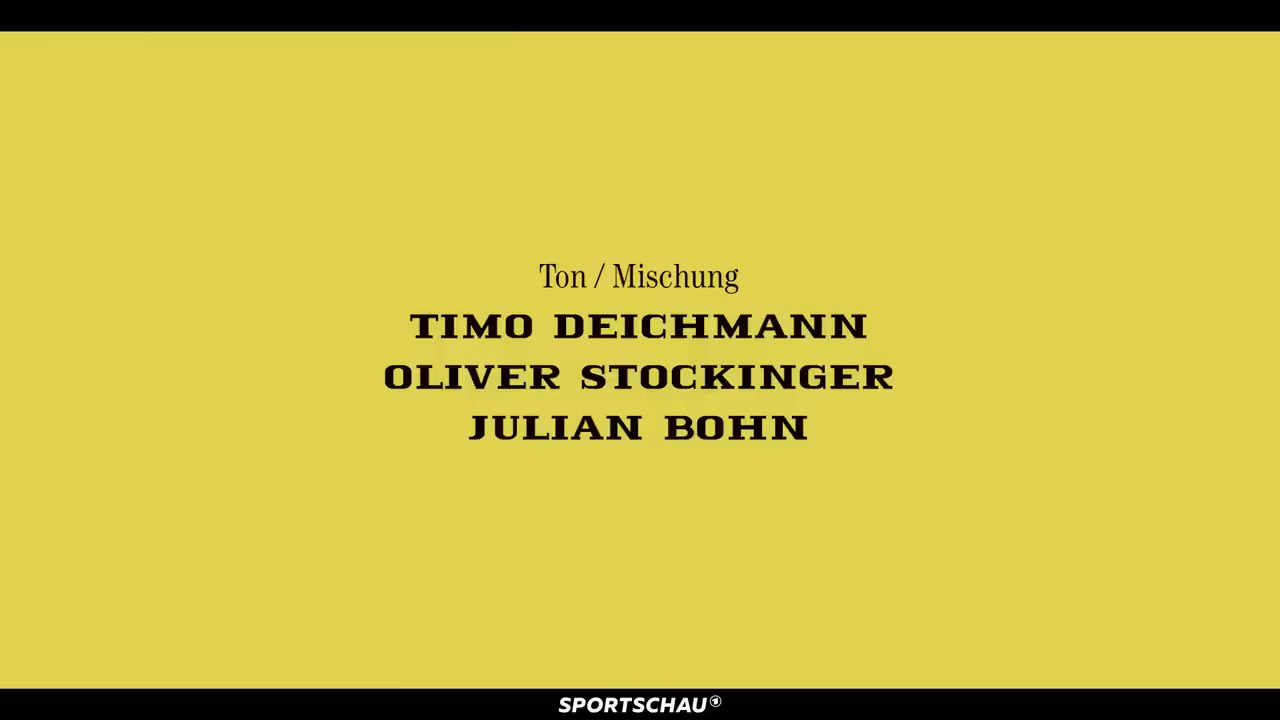 Ton / Mischung
TIMO DEICHMANN
OLIVER STOCKINGER
JULIAN BOHN
SPORTSCHAU